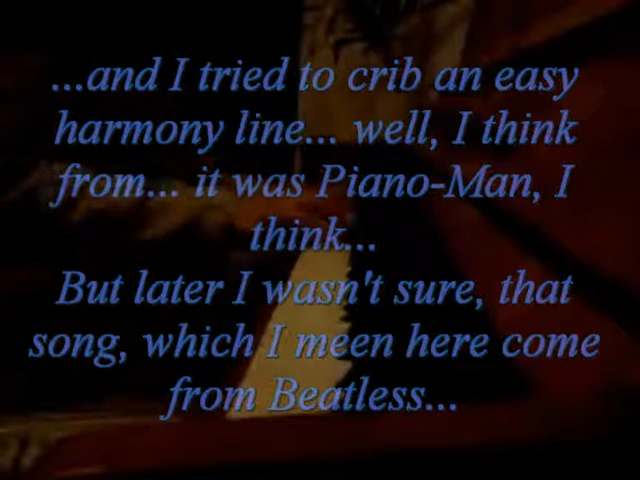 ...and I tried to crib an easy
harmony line... well, I think
from... it was Piano-Man, I
think...
But later I wasn't sure, that
song, which I meen here come
from Beatless...